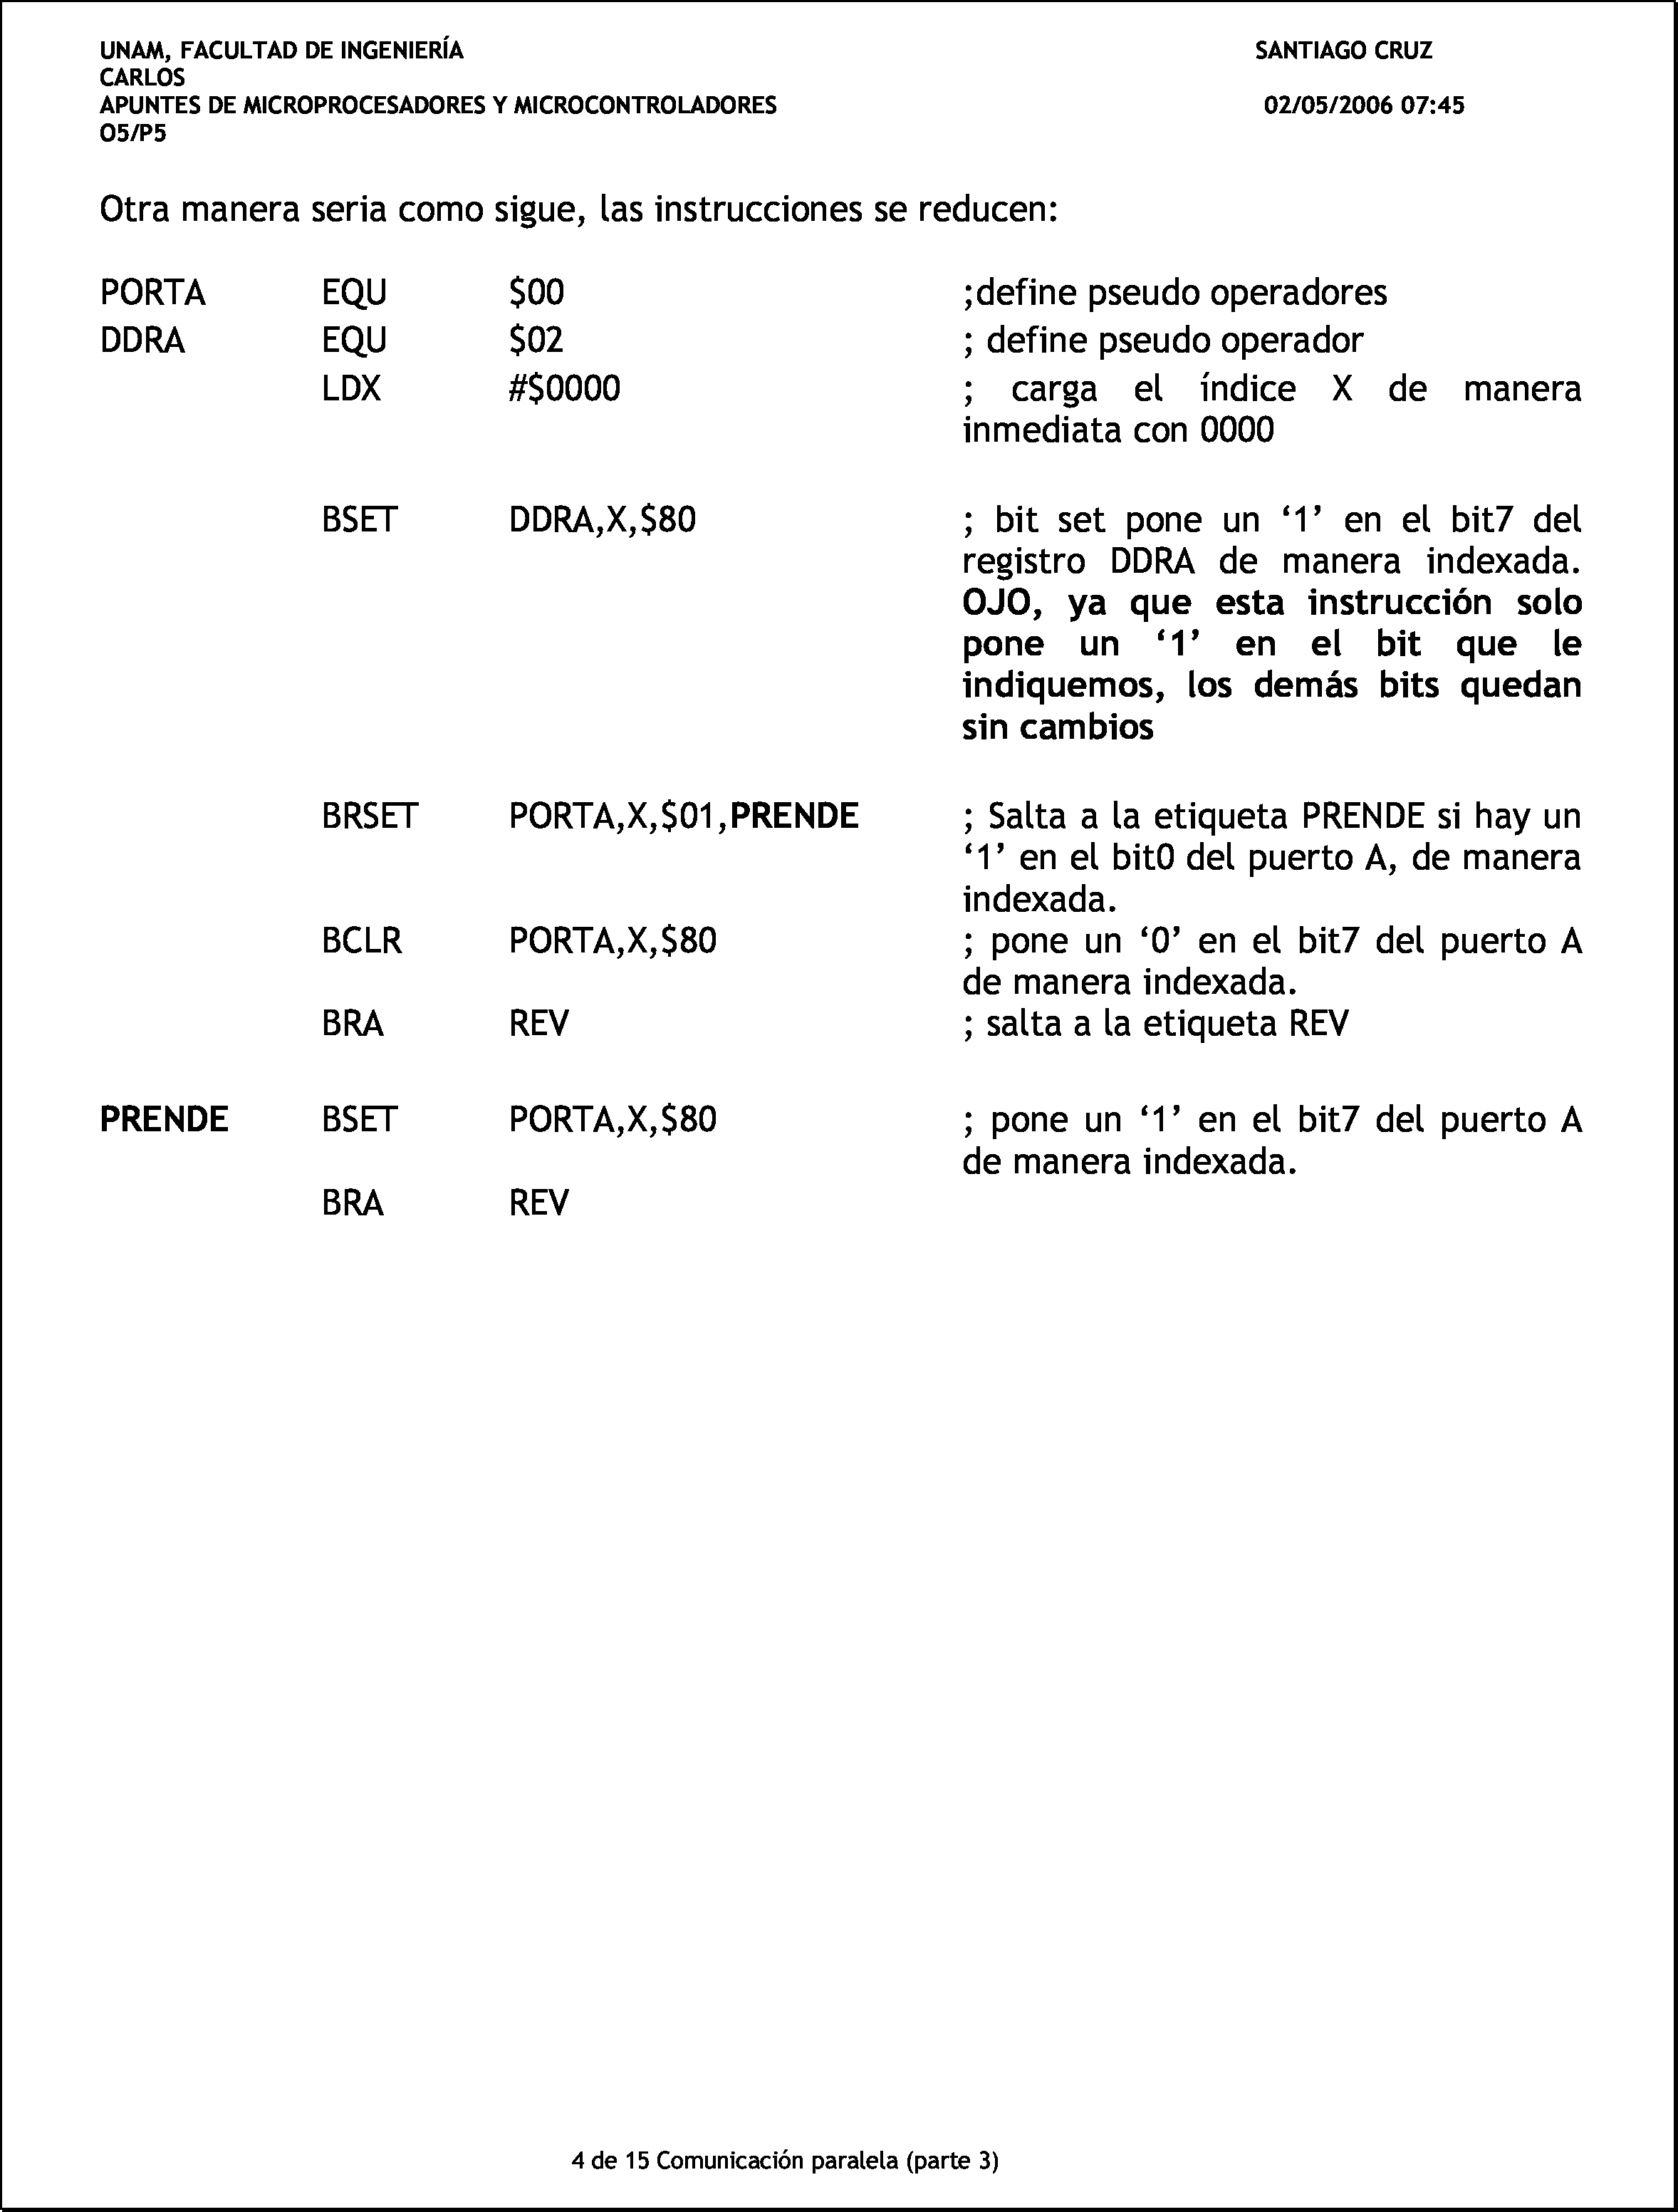 UNAM, FACULTAD DE INGENIERÍA SANTIAGO CRUZ
CARLOS
APUNTES DE MICROPROCESADORES Y MICROCONTROLADORES 02/05/2006 07:45
O5/P5
Otra manera seria como sigue, las instrucciones se reducen:
PORTA EQU $00 ;define pseudo operadores
DDRA EQU $02 ; define pseudo operador
LDX #$0000 ; carga el índice X de manera
inmediata con 0000
BSET DDRA,X,$80 ; bit set pone un ‘1’ en el bit7 del
registro DDRA de manera indexada.
OJO, ya que esta instrucción solo
pone un ‘1’ en el bit que le
indiquemos, los demás bits quedan
sin cambios
BRSET PORTA,X,$01,PRENDE ; Salta a la etiqueta PRENDE si hay un
‘1’ en el bit0 del puerto A, de manera
indexada.
BCLR PORTA,X,$80 ; pone un ‘0’ en el bit7 del puerto A
de manera indexada.
BRA REV ; salta a la etiqueta REV
PRENDE BSET PORTA,X,$80 ; pone un ‘1’ en el bit7 del puerto A
de manera indexada.
BRA REV
4 de 15 Comunicación paralela (parte 3)